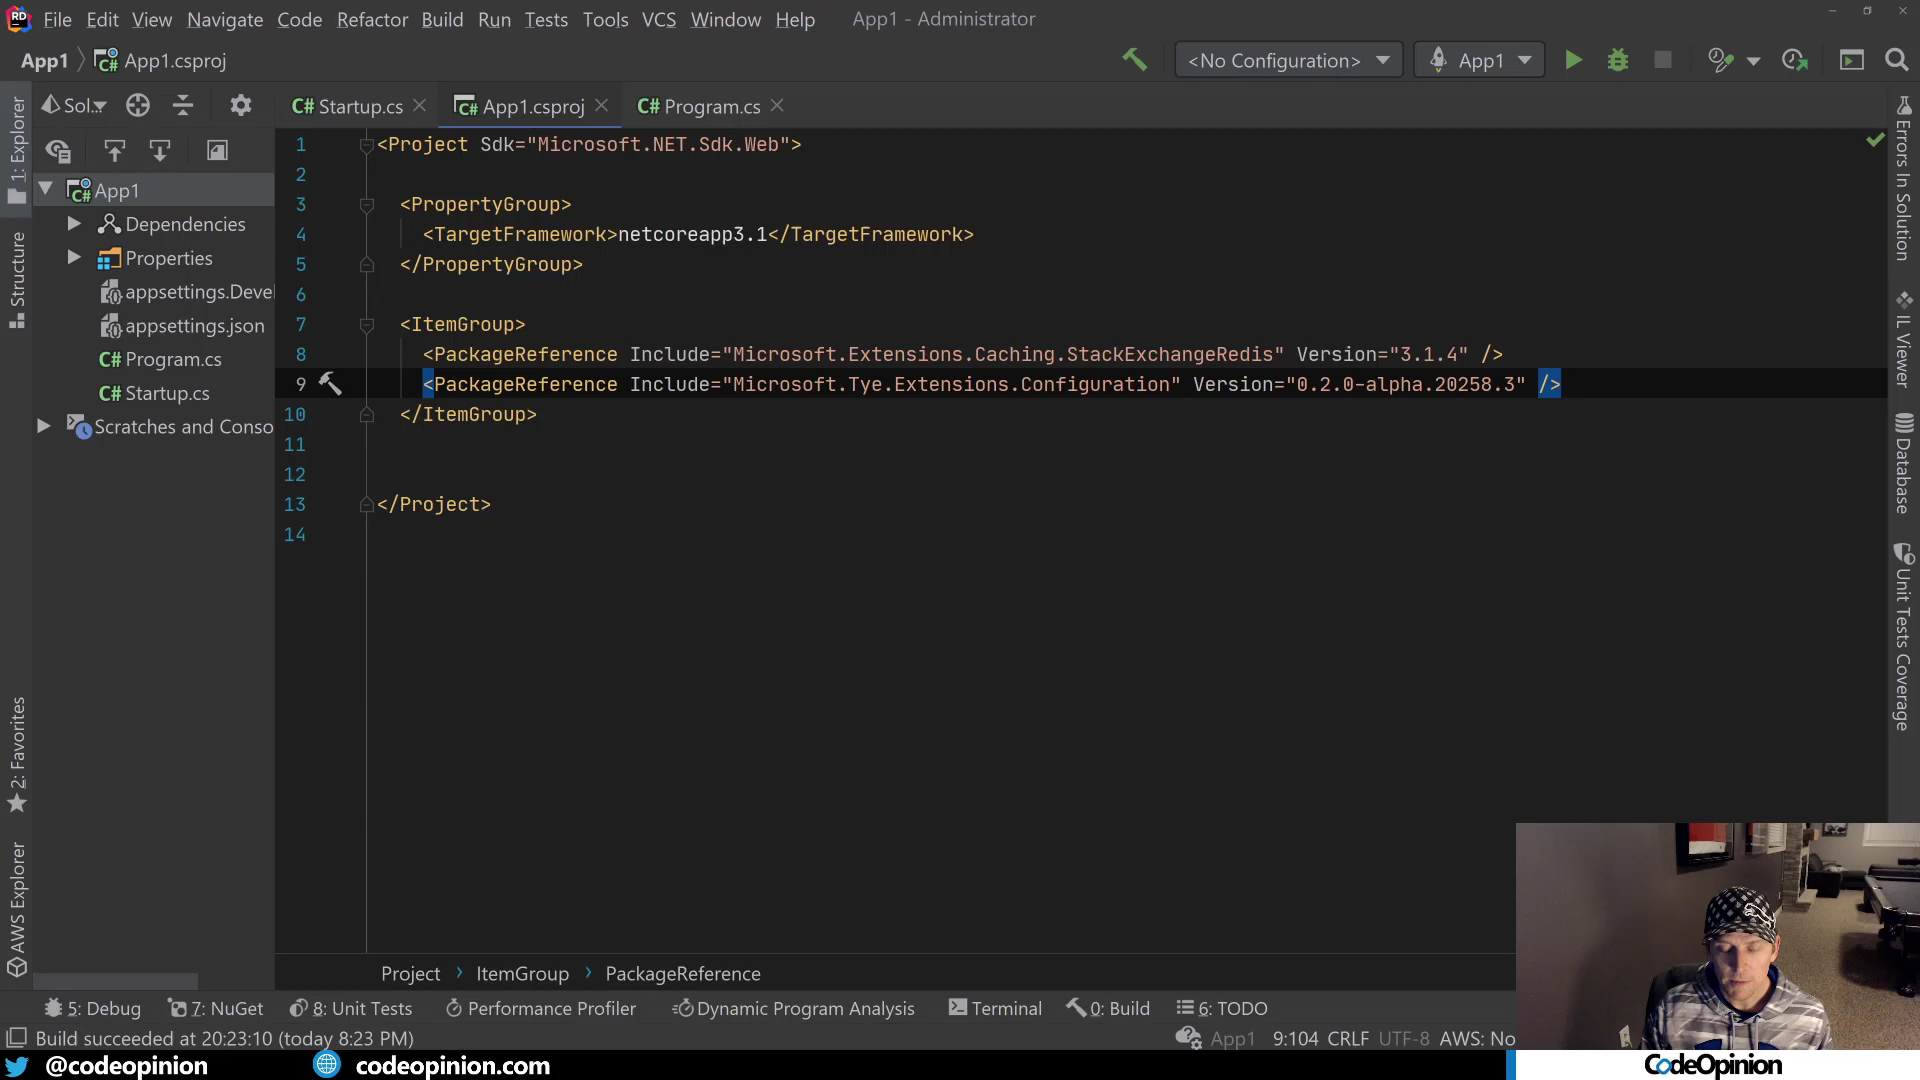 RD File Edit View Navigate Code Refactor Build Run Tests Tools VCS Window Help App1 - Administrator
App1 C# App1.csproj <No Configuration> App1
Sol... C# Startup.cs C# App1.csproj C# Program.cs
1: Explorer
Structure
2: Favorites
AWS Explorer
C# App1
Dependencies
Properties
appsettings.Deve
appsettings.json
C# Program.cs
C# Startup.cs
Scratches and Conso
1 <Project Sdk="Microsoft.NET.Sdk.Web">
2
3 <PropertyGroup>
4 <TargetFramework>netcoreapp3.1</TargetFramework>
5 </PropertyGroup>
6
7 <ItemGroup>
8 <PackageReference Include="Microsoft.Extensions.Caching.StackExchangeRedis" Version="3.1.4" />
9 <PackageReference Include="Microsoft.Tye.Extensions.Configuration" Version="0.2.0-alpha.20258.3" />
10 </ItemGroup>
11
12
13 </Project>
14
Errors In Solution
IL Viewer
Database
Unit Tests Coverage
Project › ItemGroup › PackageReference
5: Debug 7: NuGet 8: Unit Tests Performance Profiler Dynamic Program Analysis Terminal 0: Build 6: TODO
Build succeeded at 20:23:10 (today 8:23 PM) App1 9:104 CRLF UTF-8 AWS: No
@codeopinion codeopinion.com CodeOpinion